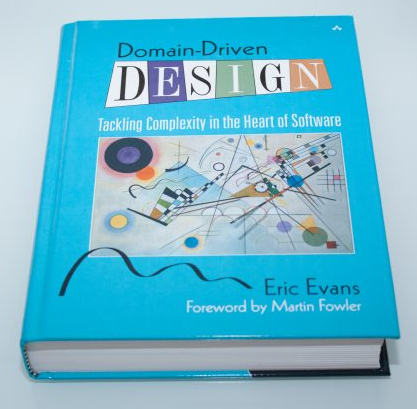 Domain-Driven
DESIGN
Tackling Complexity in the Heart of Software
Eric Evans
Foreword by Martin Fowler